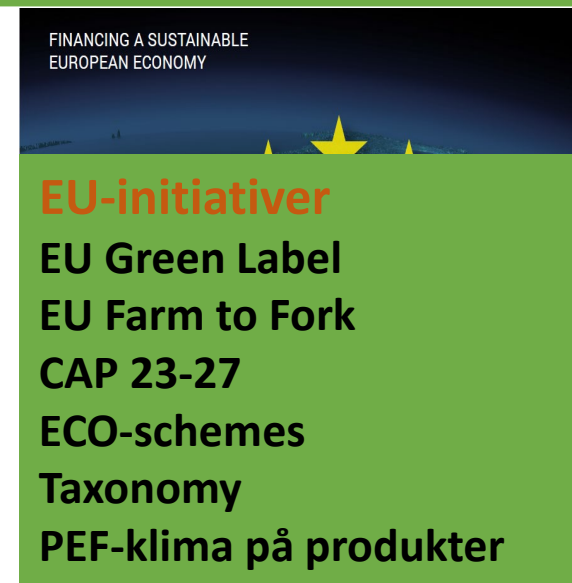 FINANCING A SUSTAINABLE
EUROPEAN ECONOMY
EU-initiativer
EU Green Label
EU Farm to Fork
CAP 23-27
ECO-schemes
Taxonomy
PEF-klima på produkter